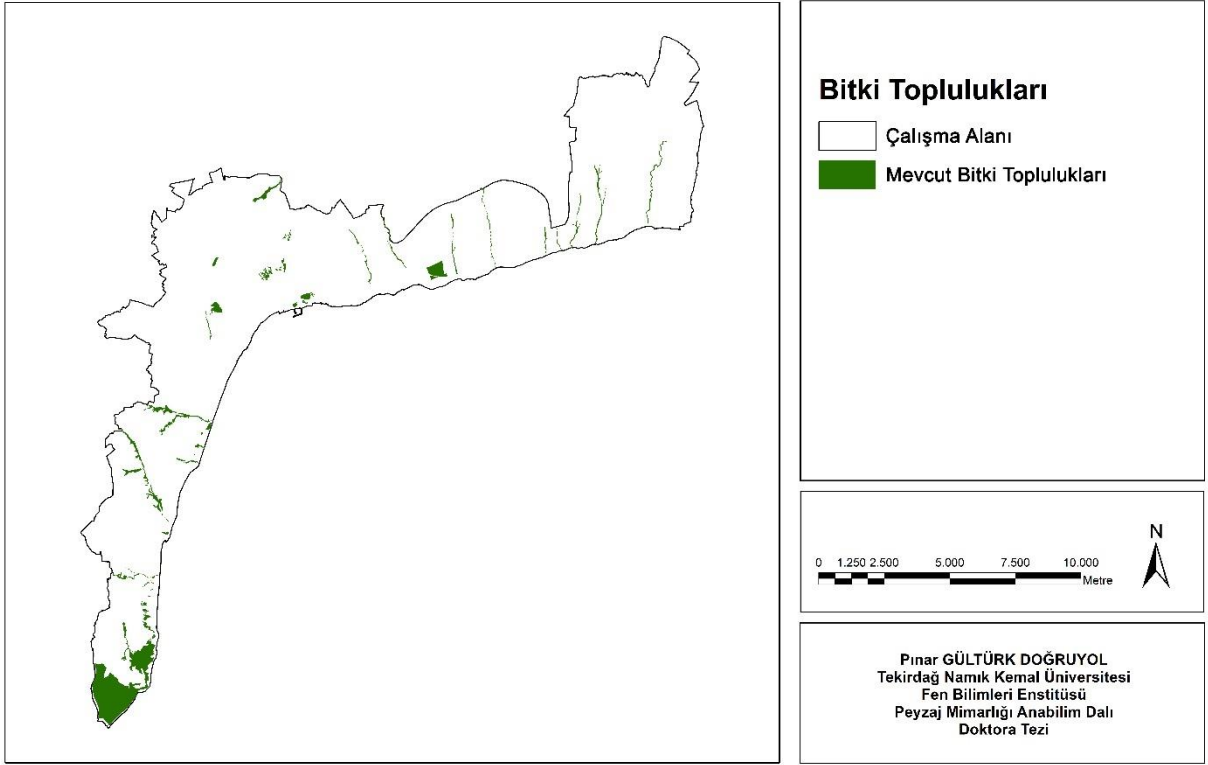 Bitki Toplulukları
Çalışma Alanı
Mevcut Bitki Toplulukları
N
0 1.250 2.500 5.000 7.500 10.000
Metre
Pınar GÜLTÜRK DOĞRUYOL
Tekirdağ Namık Kemal Üniversitesi
Fen Bilimleri Enstitüsü
Peyzaj Mimarlığı Anabilim Dalı
Doktora Tezi